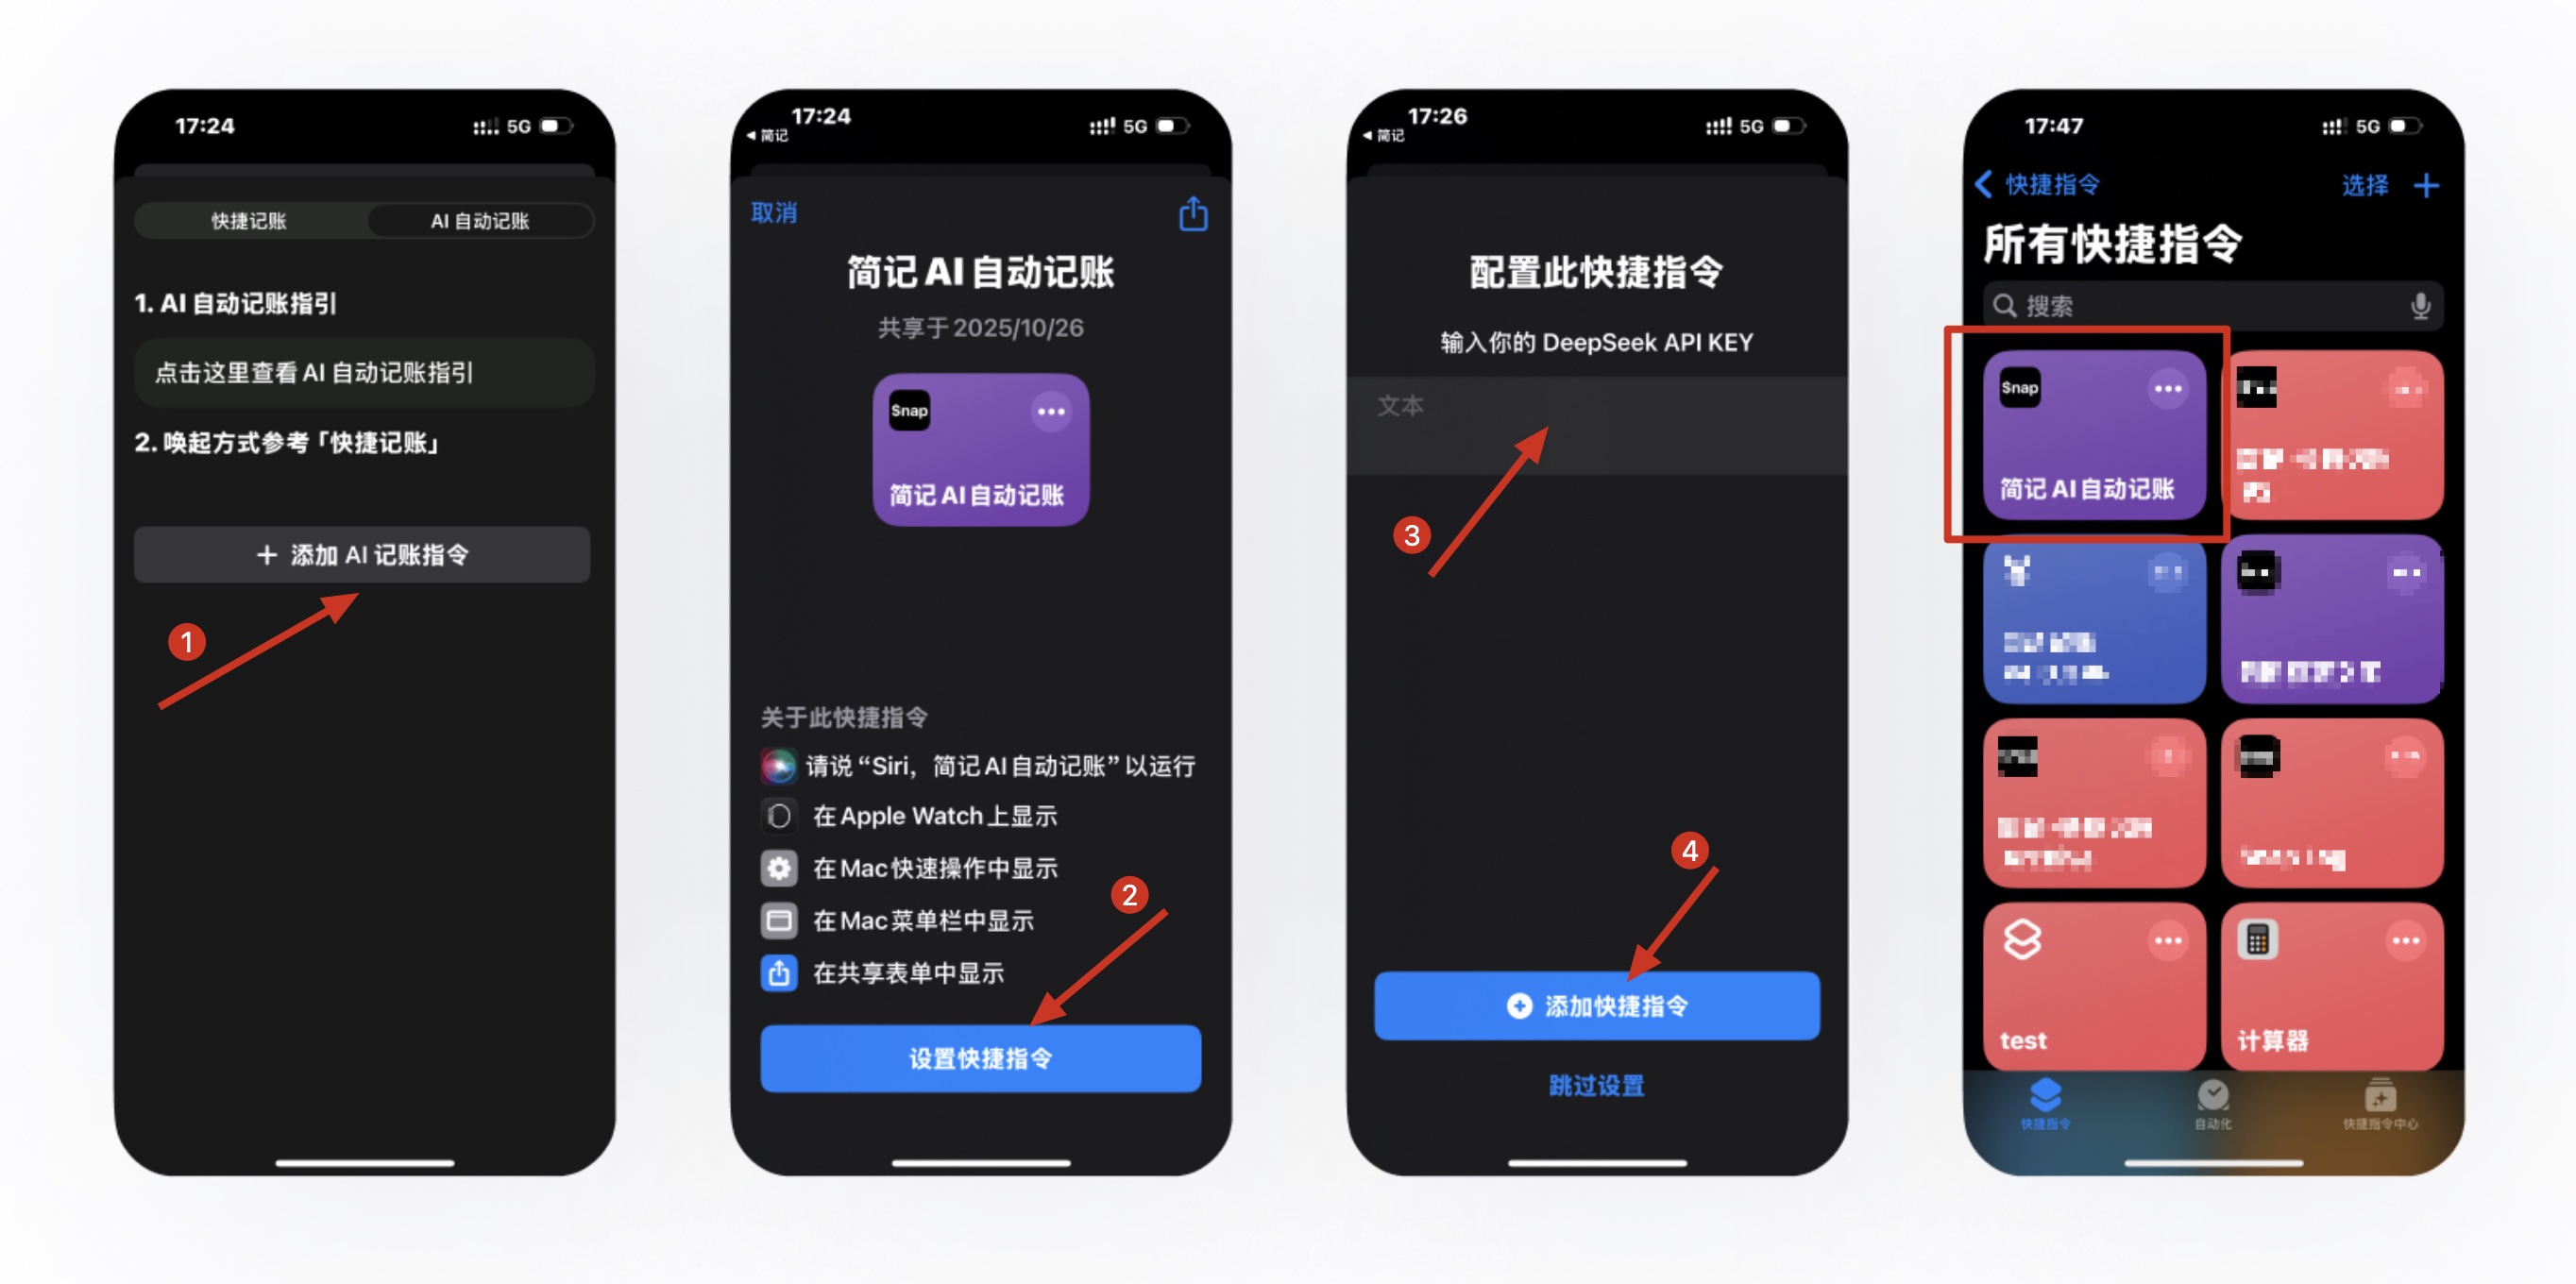 17:24
5G
快捷记账
AI 自动记账
1. AI 自动记账指引
点击这里查看 AI 自动记账指引
2. 唤起方式参考「快捷记账」
+ 添加 AI 记账指令
1
17:24
5G
◀ 简记
取消
简记 AI 自动记账
共享于 2025/10/26
$nap
简记 AI 自动记账
关于此快捷指令
请说 “Siri，简记 AI 自动记账” 以运行
在 Apple Watch 上显示
在 Mac 快速操作中显示
在 Mac 菜单栏中显示
在共享表单中显示
2
设置快捷指令
17:26
5G
◀ 简记
配置此快捷指令
输入你的 DeepSeek API KEY
文本
3
4
添加快捷指令
跳过设置
17:47
5G
快捷指令
选择
所有快捷指令
搜索
$nap
简记 AI 自动记账
test
计算器
快捷指令
自动化
快捷指令中心